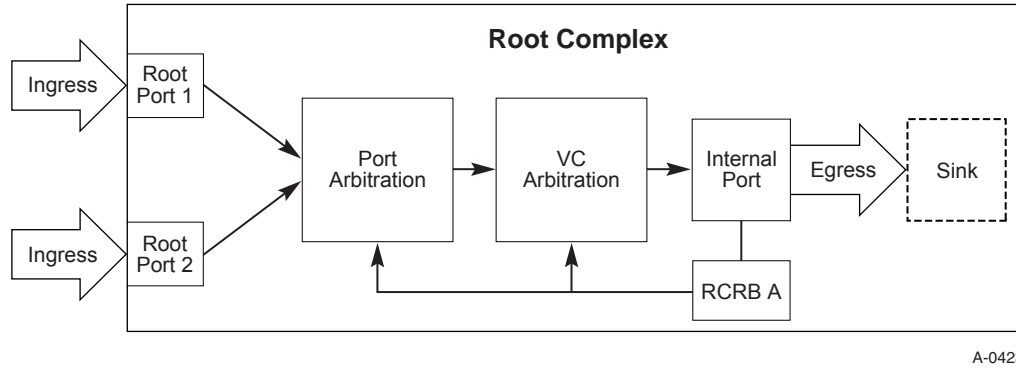 Root Complex
Ingress
Root
Port 1
Port
Arbitration
VC
Arbitration
Internal
Port
Egress
Sink
Ingress
Root
Port 2
RCRB A